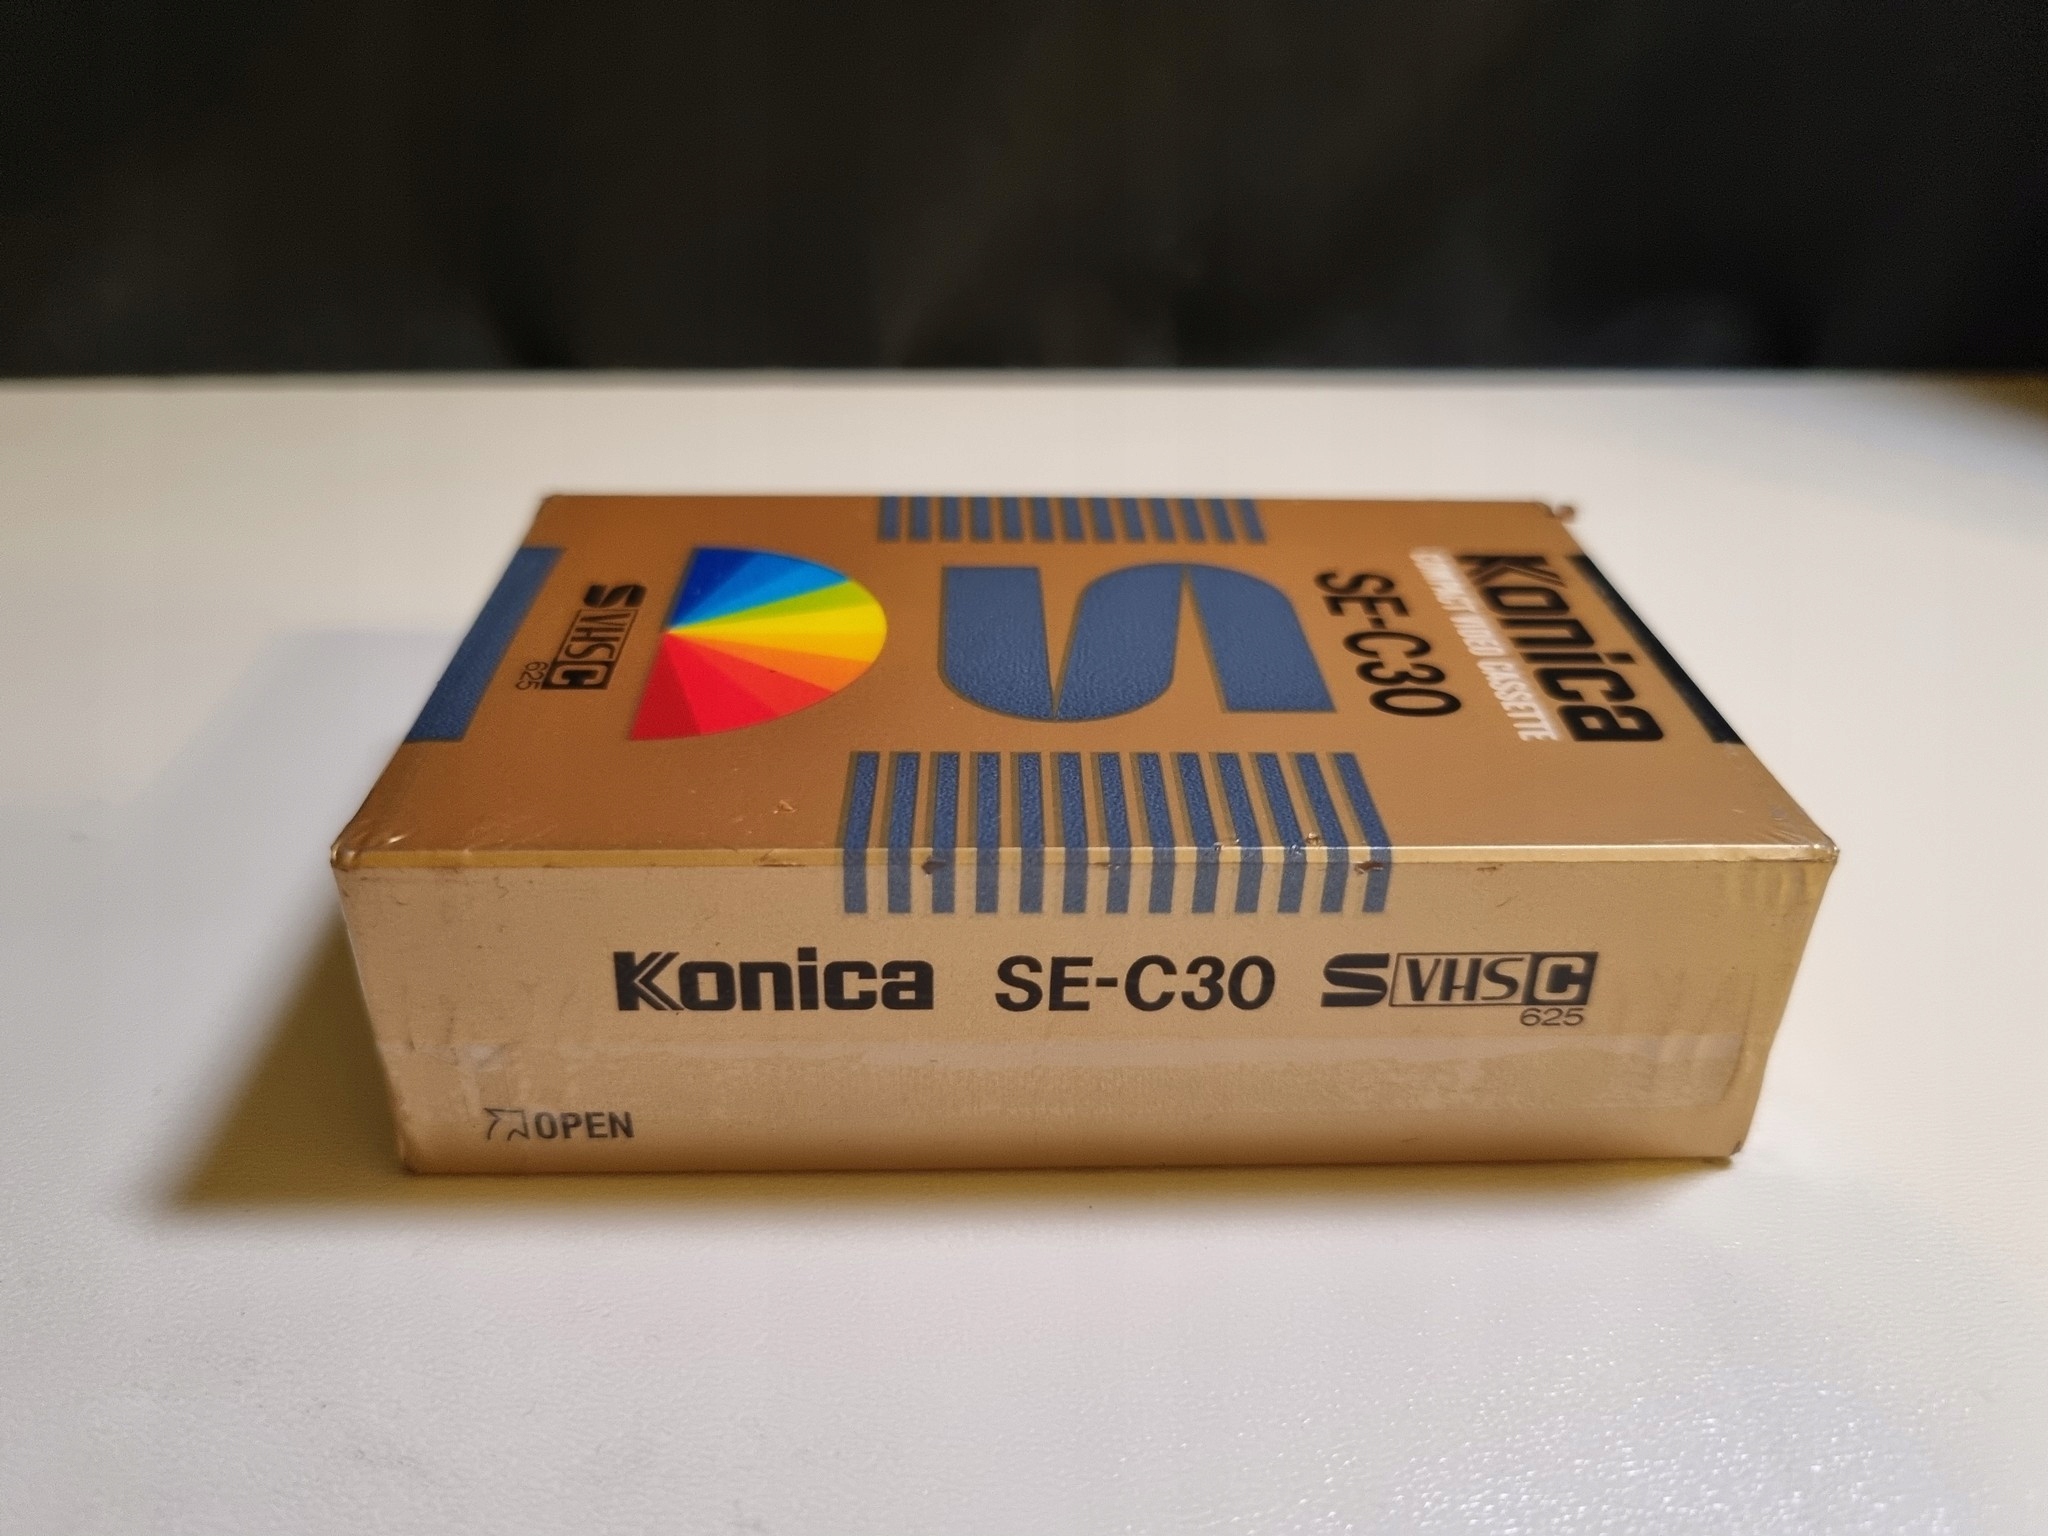 Konica
COMPACT VIDEO CASSETTE
SE-C30
S
S VHS C
625
Konica SE-C30 S VHS C
625
OPEN